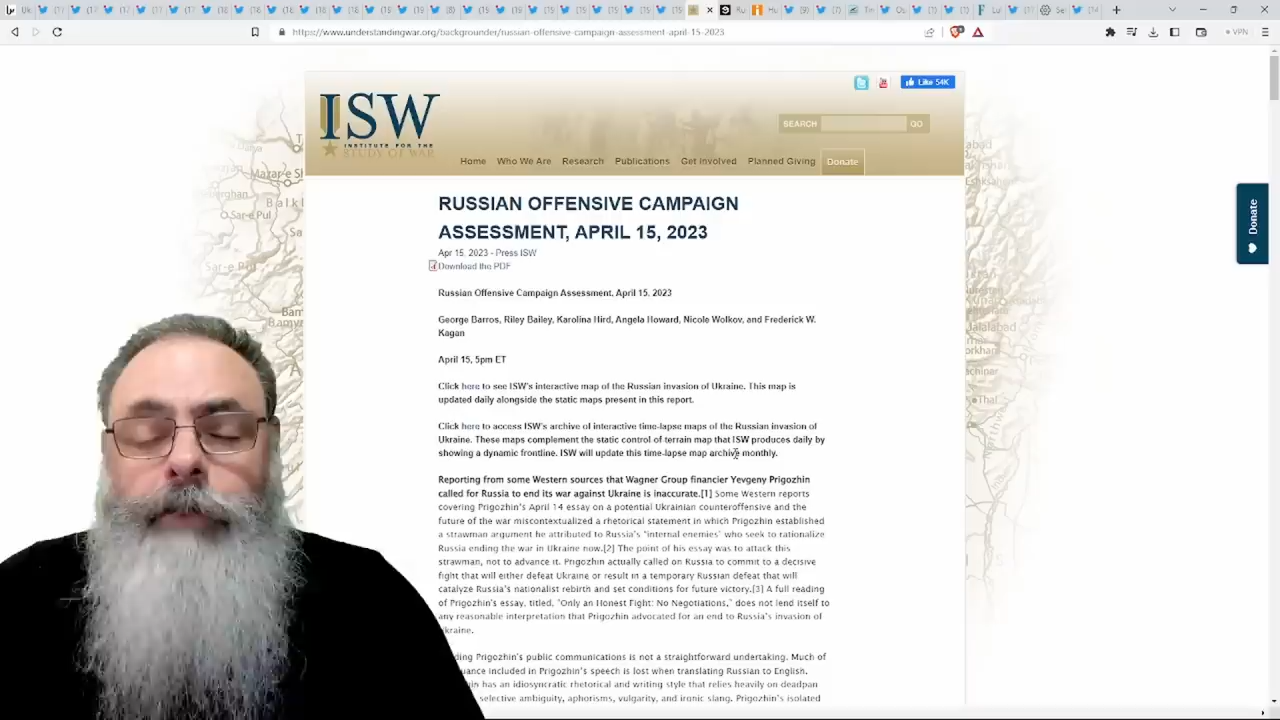 https://www.understandingwar.org/backgrounder/russian-offensive-campaign-assessment-april-15-2023
VPN
Like 54K
ISW
INSTITUTE FOR THE
STUDY OF WAR
SEARCH
GO
Home Who We Are Research Publications Get Involved Planned Giving Donate
Donate
RUSSIAN OFFENSIVE CAMPAIGN
ASSESSMENT, APRIL 15, 2023
Apr 15, 2023 - Press ISW
Download the PDF
Russian Offensive Campaign Assessment, April 15, 2023
George Barros, Riley Bailey, Karolina Hird, Angela Howard, Nicole Wolkov, and Frederick W.
Kagan
April 15, 5pm ET
Click here to see ISW's interactive map of the Russian invasion of Ukraine. This map is
updated daily alongside the static maps present in this report.
Click here to access ISW's archive of interactive time-lapse maps of the Russian invasion of
Ukraine. These maps complement the static control of terrain map that ISW produces daily by
showing a dynamic frontline. ISW will update this time-lapse map archive monthly.
Reporting from some Western sources that Wagner Group financier Yevgeny Prigozhin
called for Russia to end its war against Ukraine is inaccurate.[1] Some Western reports
covering Prigozhin's April 14 essay on a potential Ukrainian counteroffensive and the
future of the war miscontextualized a rhetorical statement in which Prigozhin established
a strawman argument he attributed to Russia's "internal enemies" who seek to rationalize
Russia ending the war in Ukraine now.[2] The point of his essay was to attack this
strawman, not to advance it. Prigozhin actually called on Russia to commit to a decisive
fight that will either defeat Ukraine or result in a temporary Russian defeat that will
catalyze Russia's nationalist rebirth and set conditions for future victory.[3] A full reading
of Prigozhin's essay, titled, "Only an Honest Fight: No Negotiations," does not lend itself to
any reasonable interpretation that Prigozhin advocated for an end to Russia's invasion of
kraine.
ding Prigozhin's public communications is not a straightforward undertaking. Much of
uance included in Prigozhin's speech is lost when translating Russian to English.
hin has an idiosyncratic rhetorical and writing style that relies heavily on deadpan
selective ambiguity, aphorisms, vulgarity, and ironic slang. Prigozhin's isolated